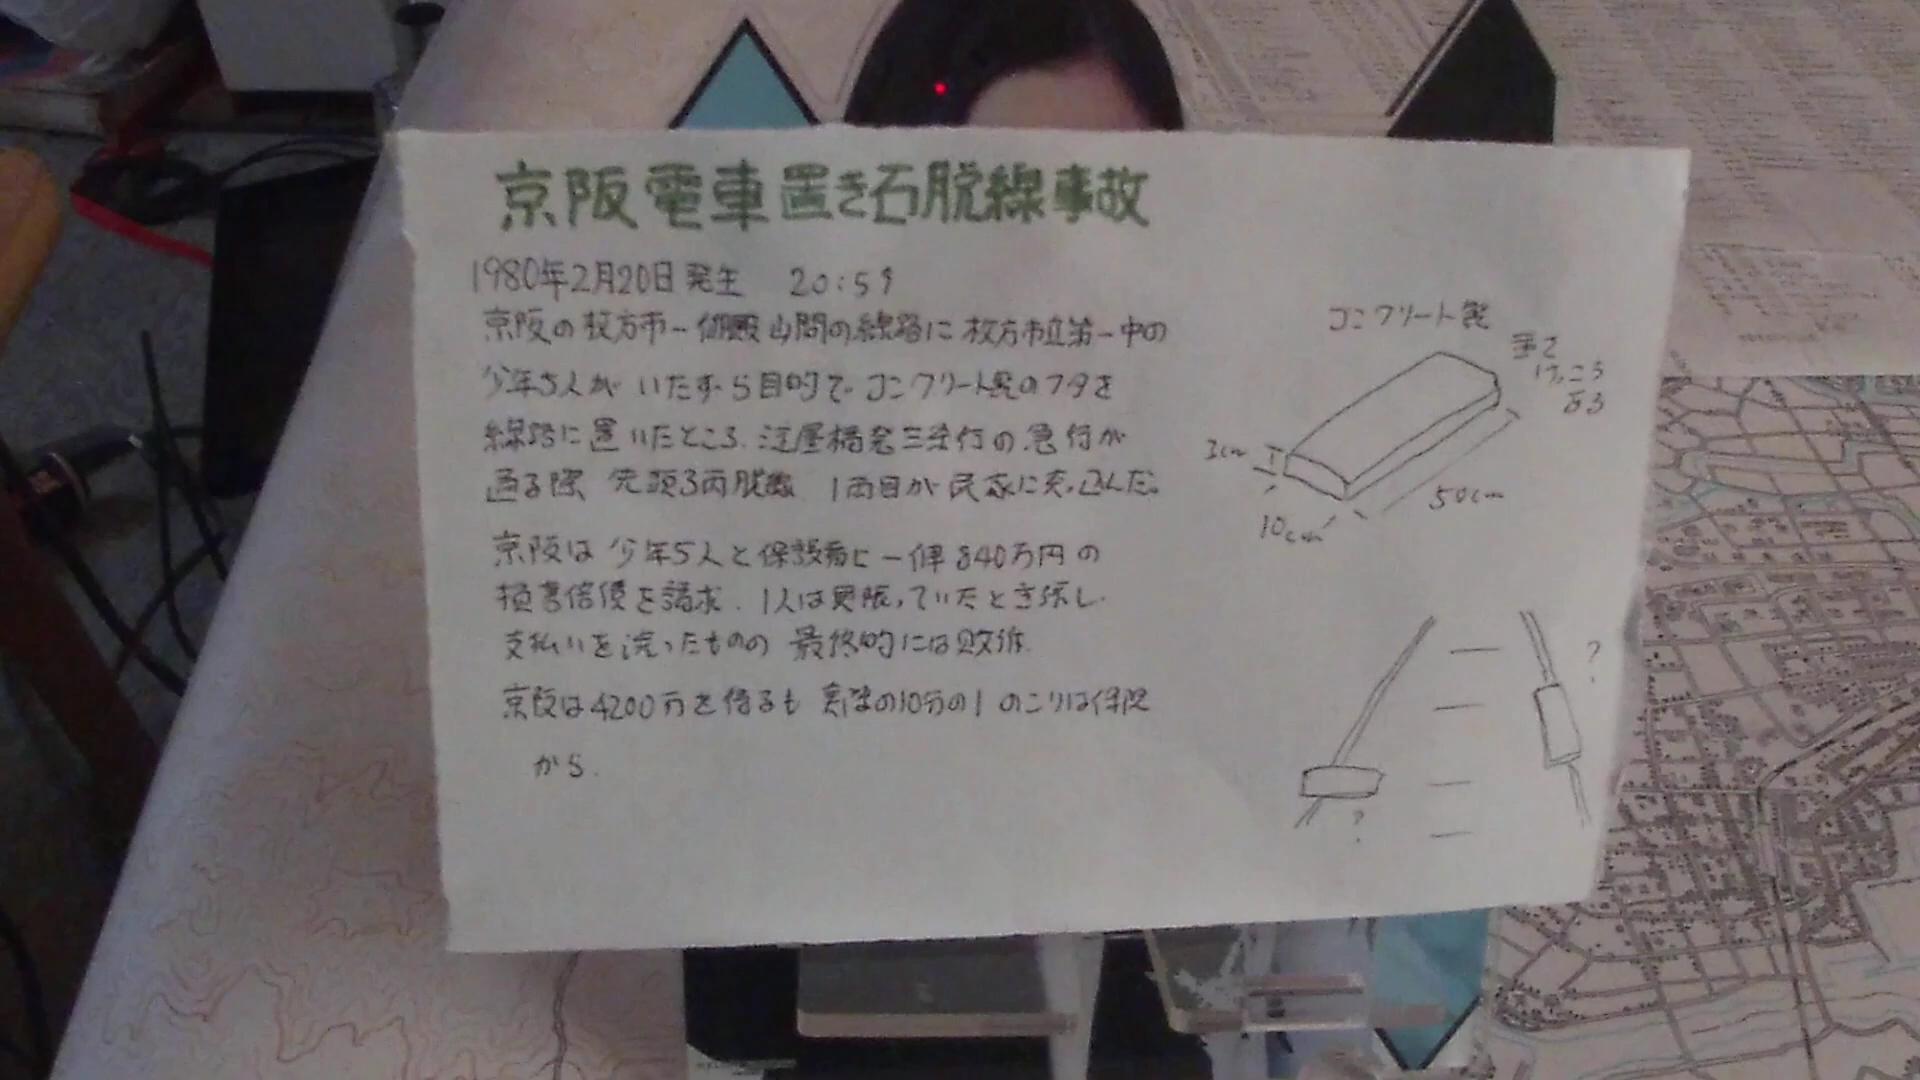 京阪電車置き石脱線事故
1980年2月20日発生 20:59
京阪の枚方市~御殿山間の線路に枚方市立第一中の
少年5人がいたずら目的でコンクリート製のフタを
線路に置いたところ、淀屋橋発三条行の急行が
通る際 先頭3両脱線 1両目が民家に突っ込んだ。
京阪は少年5人と保護者に一律840万円の
損害賠償を請求、1人は見張っていたと主張し
支払いを渋ったものの 最終的には敗訴
京阪は4200万を得るも 実害の10分の1 のこりは保険
から.
コンクリート製
重さ
けっこう
ある
3cm
10cm
50cm
?
?